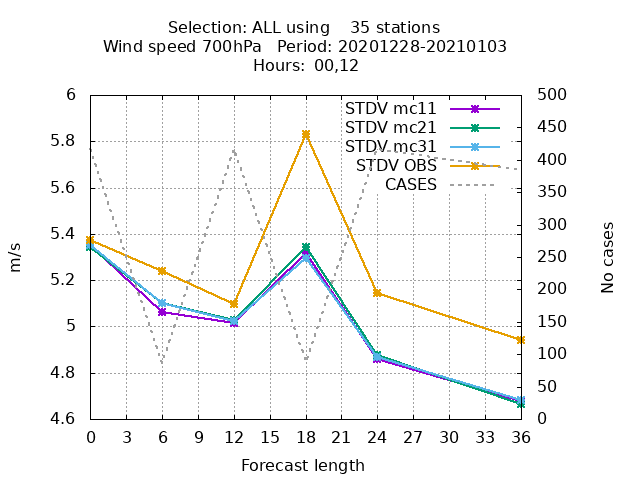 Selection: ALL using    35 stations
Wind speed 700hPa   Period: 20201228-20210103
Hours:  00,12
STDV mc11
STDV mc21
STDV mc31
STDV OBS
CASES
6
5.8
5.6
5.4
5.2
5
4.8
4.6
m/s
500
450
400
350
300
250
200
150
100
50
0
No cases
0 3 6 9 12 15 18 21 24 27 30 33 36
Forecast length